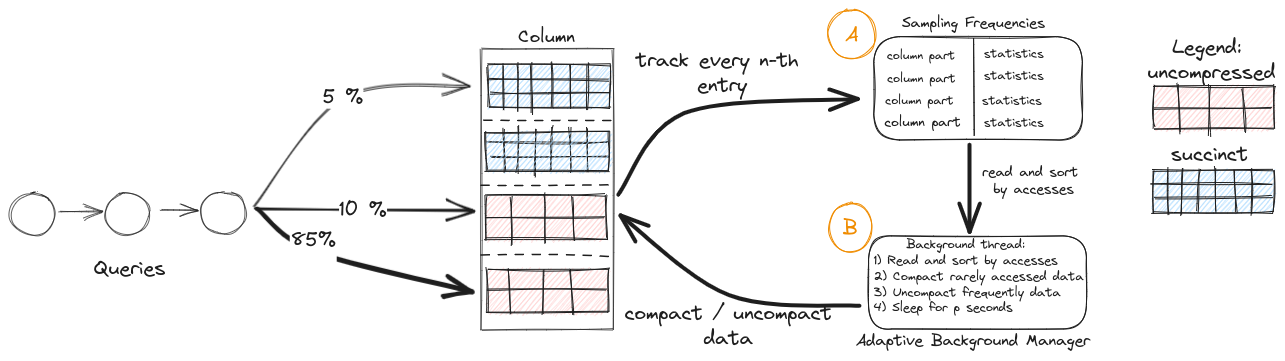 Queries
5 %
10 %
85%
Column
track every n-th
entry
A
Sampling Frequencies
column part statistics
column part statistics
column part statistics
column part statistics
read and sort
by accesses
B
Background thread:
1) Read and sort by accesses
2) Compact rarely accessed data
3) Uncompact frequently data
4) Sleep for p seconds
Adaptive Background Manager
compact / uncompact
data
Legend:
uncompressed
succinct